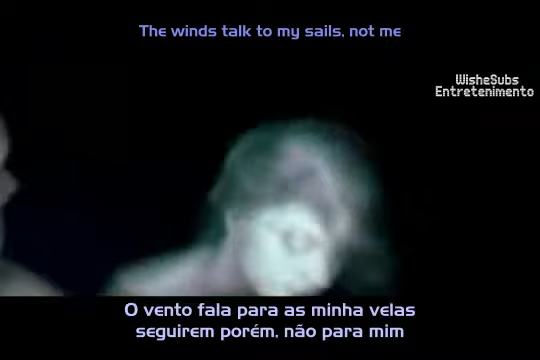 The winds talk to my sails, not me
WisheSubs
Entretenimento
O vento fala para as minha velas
seguirem porém, não para mim